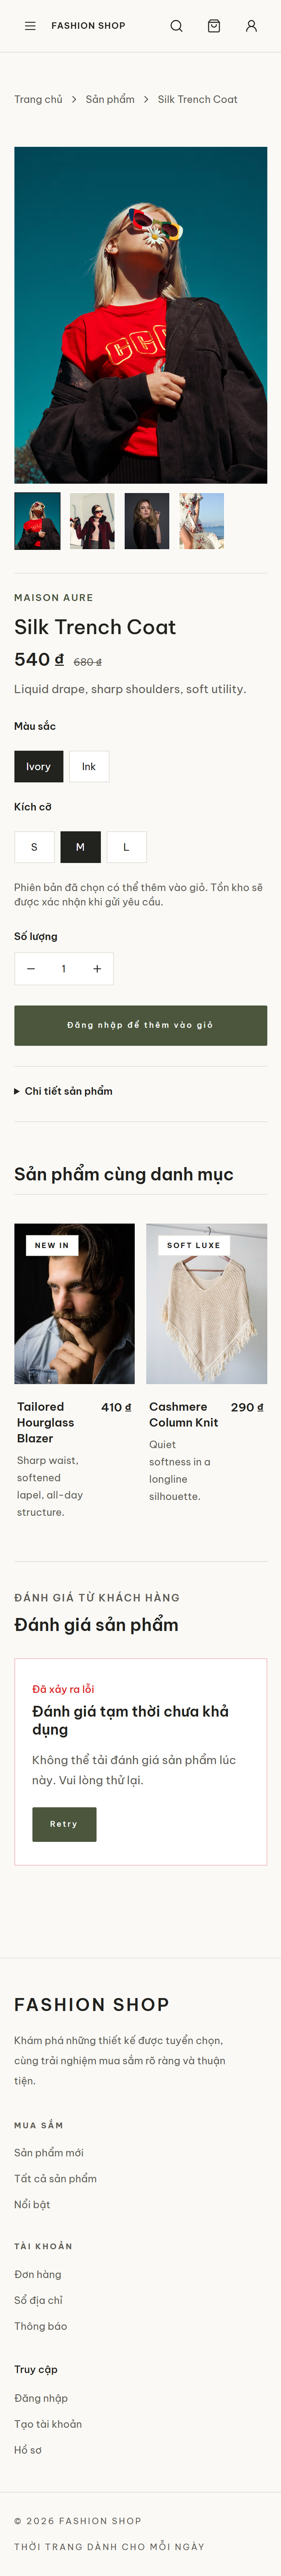 FASHION SHOP
Trang chủ > Sản phẩm > Silk Trench Coat
MAISON AURE
Silk Trench Coat
540 ₫ 680 ₫
Liquid drape, sharp shoulders, soft utility.
Màu sắc
Ivory Ink
Kích cỡ
S M L
Phiên bản đã chọn có thể thêm vào giỏ. Tồn kho sẽ
được xác nhận khi gửi yêu cầu.
Số lượng
− 1 +
Đăng nhập để thêm vào giỏ
Chi tiết sản phẩm
Sản phẩm cùng danh mục
NEW IN
Tailored
Hourglass
Blazer
410 ₫
Sharp waist,
softened
lapel, all-day
structure.
SOFT LUXE
Cashmere
Column Knit
290 ₫
Quiet
softness in a
longline
silhouette.
ĐÁNH GIÁ TỪ KHÁCH HÀNG
Đánh giá sản phẩm
Đã xảy ra lỗi
Đánh giá tạm thời chưa khả
dụng
Không thể tải đánh giá sản phẩm lúc
này. Vui lòng thử lại.
Retry
FASHION SHOP
Khám phá những thiết kế được tuyển chọn,
cùng trải nghiệm mua sắm rõ ràng và thuận
tiện.
MUA SẮM
Sản phẩm mới
Tất cả sản phẩm
Nổi bật
TÀI KHOẢN
Đơn hàng
Sổ địa chỉ
Thông báo
Truy cập
Đăng nhập
Tạo tài khoản
Hồ sơ
© 2026 FASHION SHOP
THỜI TRANG DÀNH CHO MỖI NGÀY